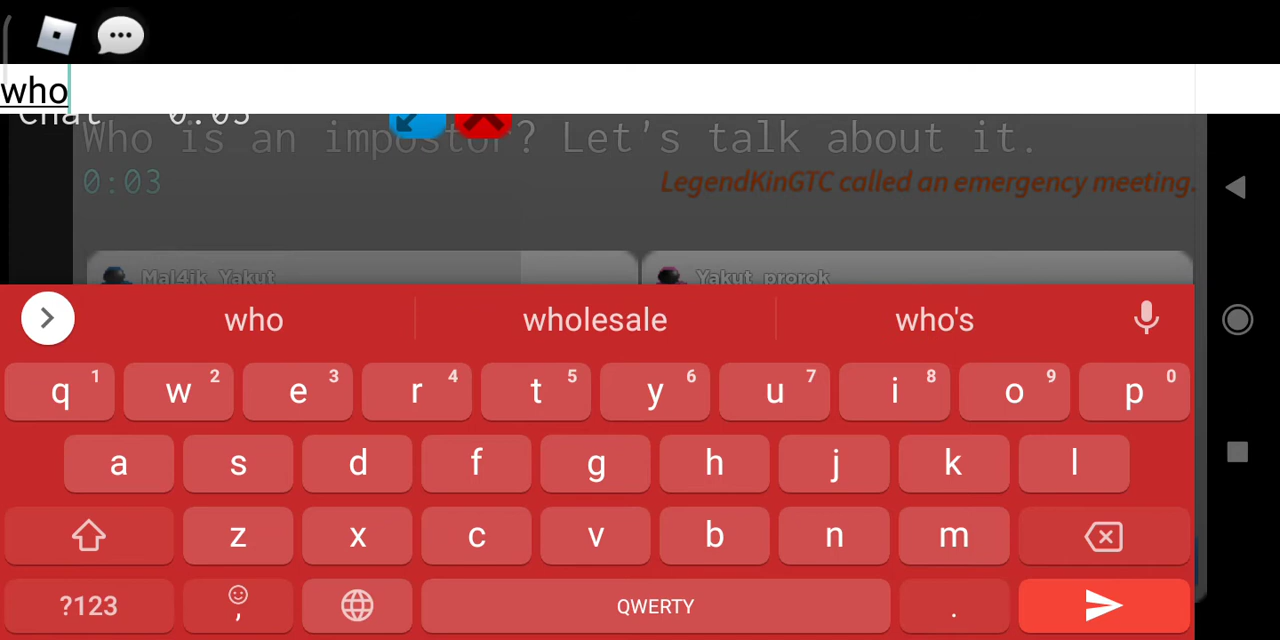 who
Chat 0:03
Who is an impostor? Let's talk about it.
0:03
LegendKinGTC called an emergency meeting.
Mal4ik_Yakut
Yakut_prorok
who wholesale who's
q 1 w 2 e 3 r 4 t 5 y 6 u 7 i 8 o 9 p 0
a s d f g h j k l
z x c v b n m
?123 , QWERTY .